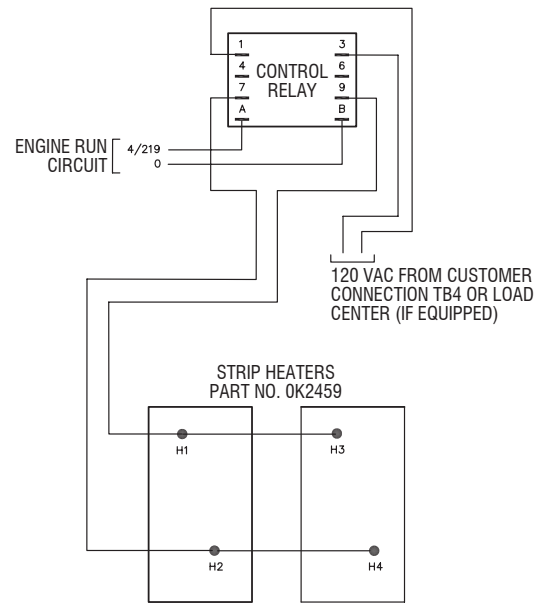 1 3
4 6
CONTROL
RELAY
7 9
A B
ENGINE RUN
CIRCUIT
4/219
0
120 VAC FROM CUSTOMER
CONNECTION TB4 OR LOAD
CENTER (IF EQUIPPED)
STRIP HEATERS
PART NO. 0K2459
H1 H3
H2 H4